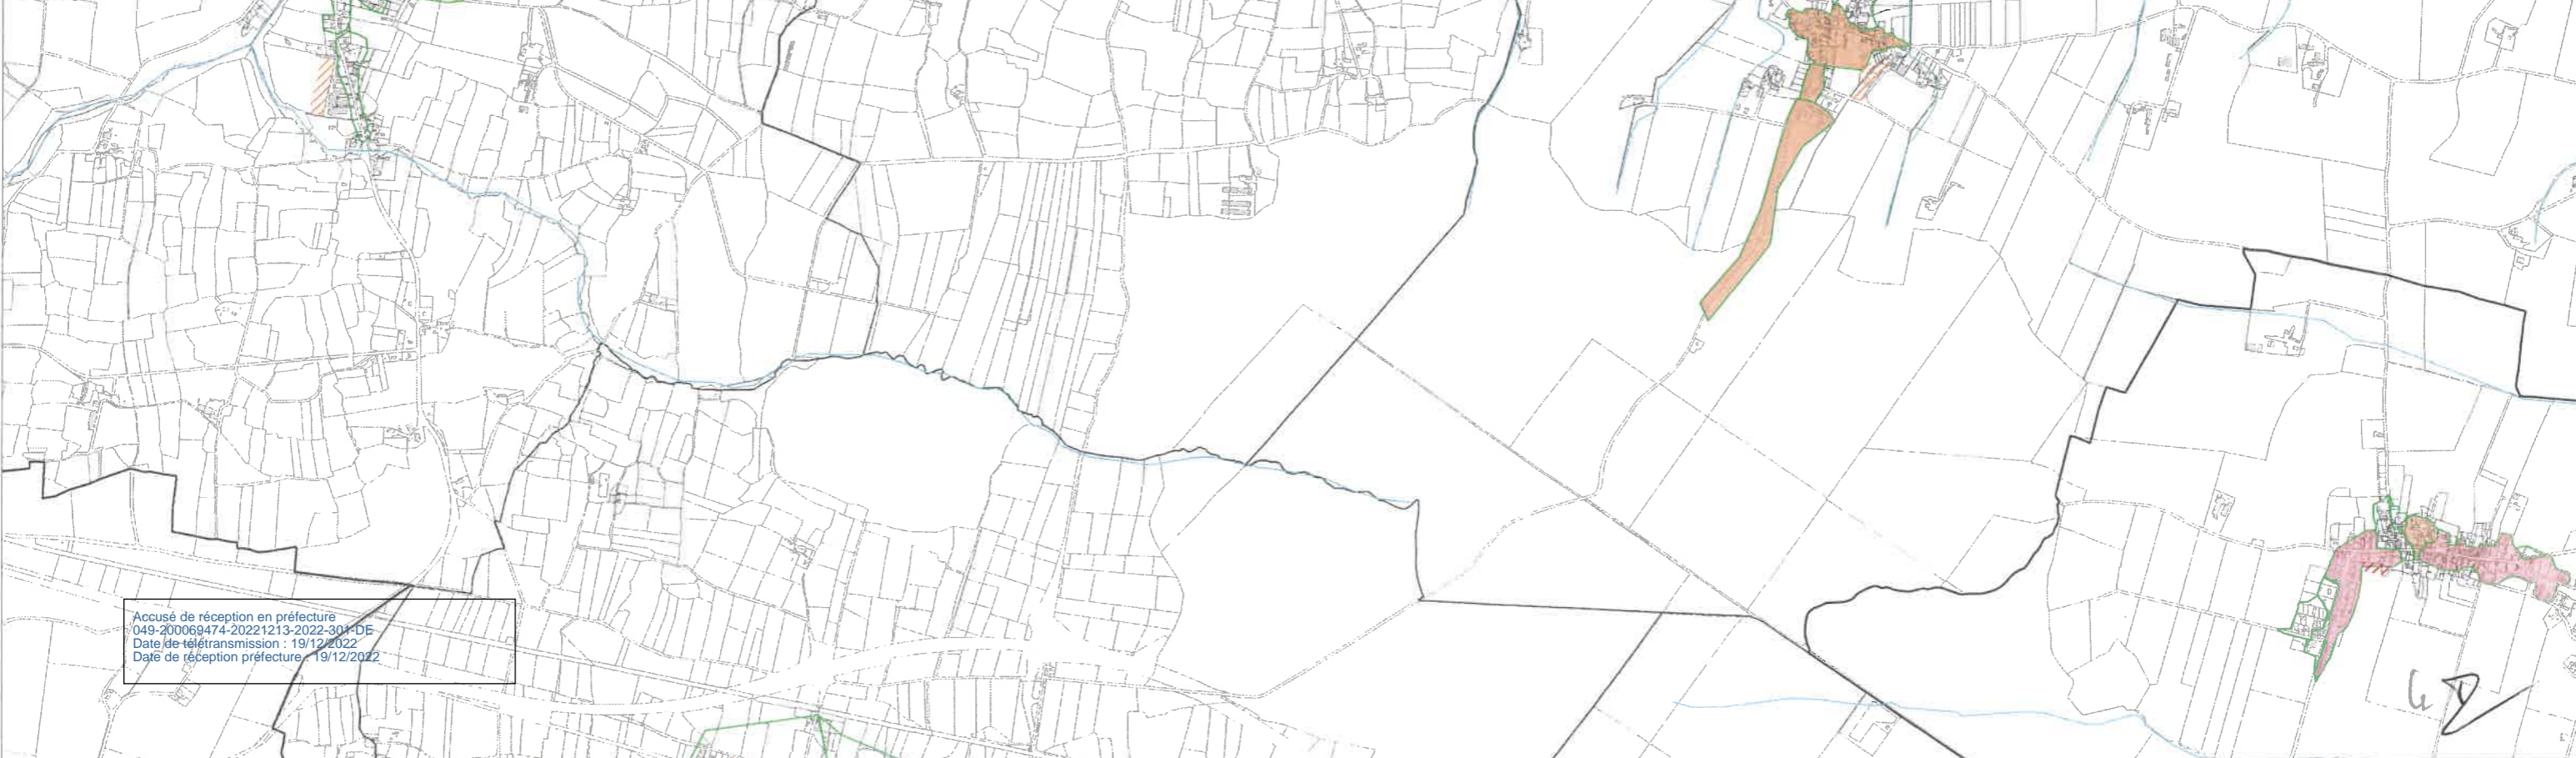 Accusé de réception en préfecture
049-200069474-20221213-2022-301-DE
Date de télétransmission : 19/12/2022
Date de réception préfecture : 19/12/2022